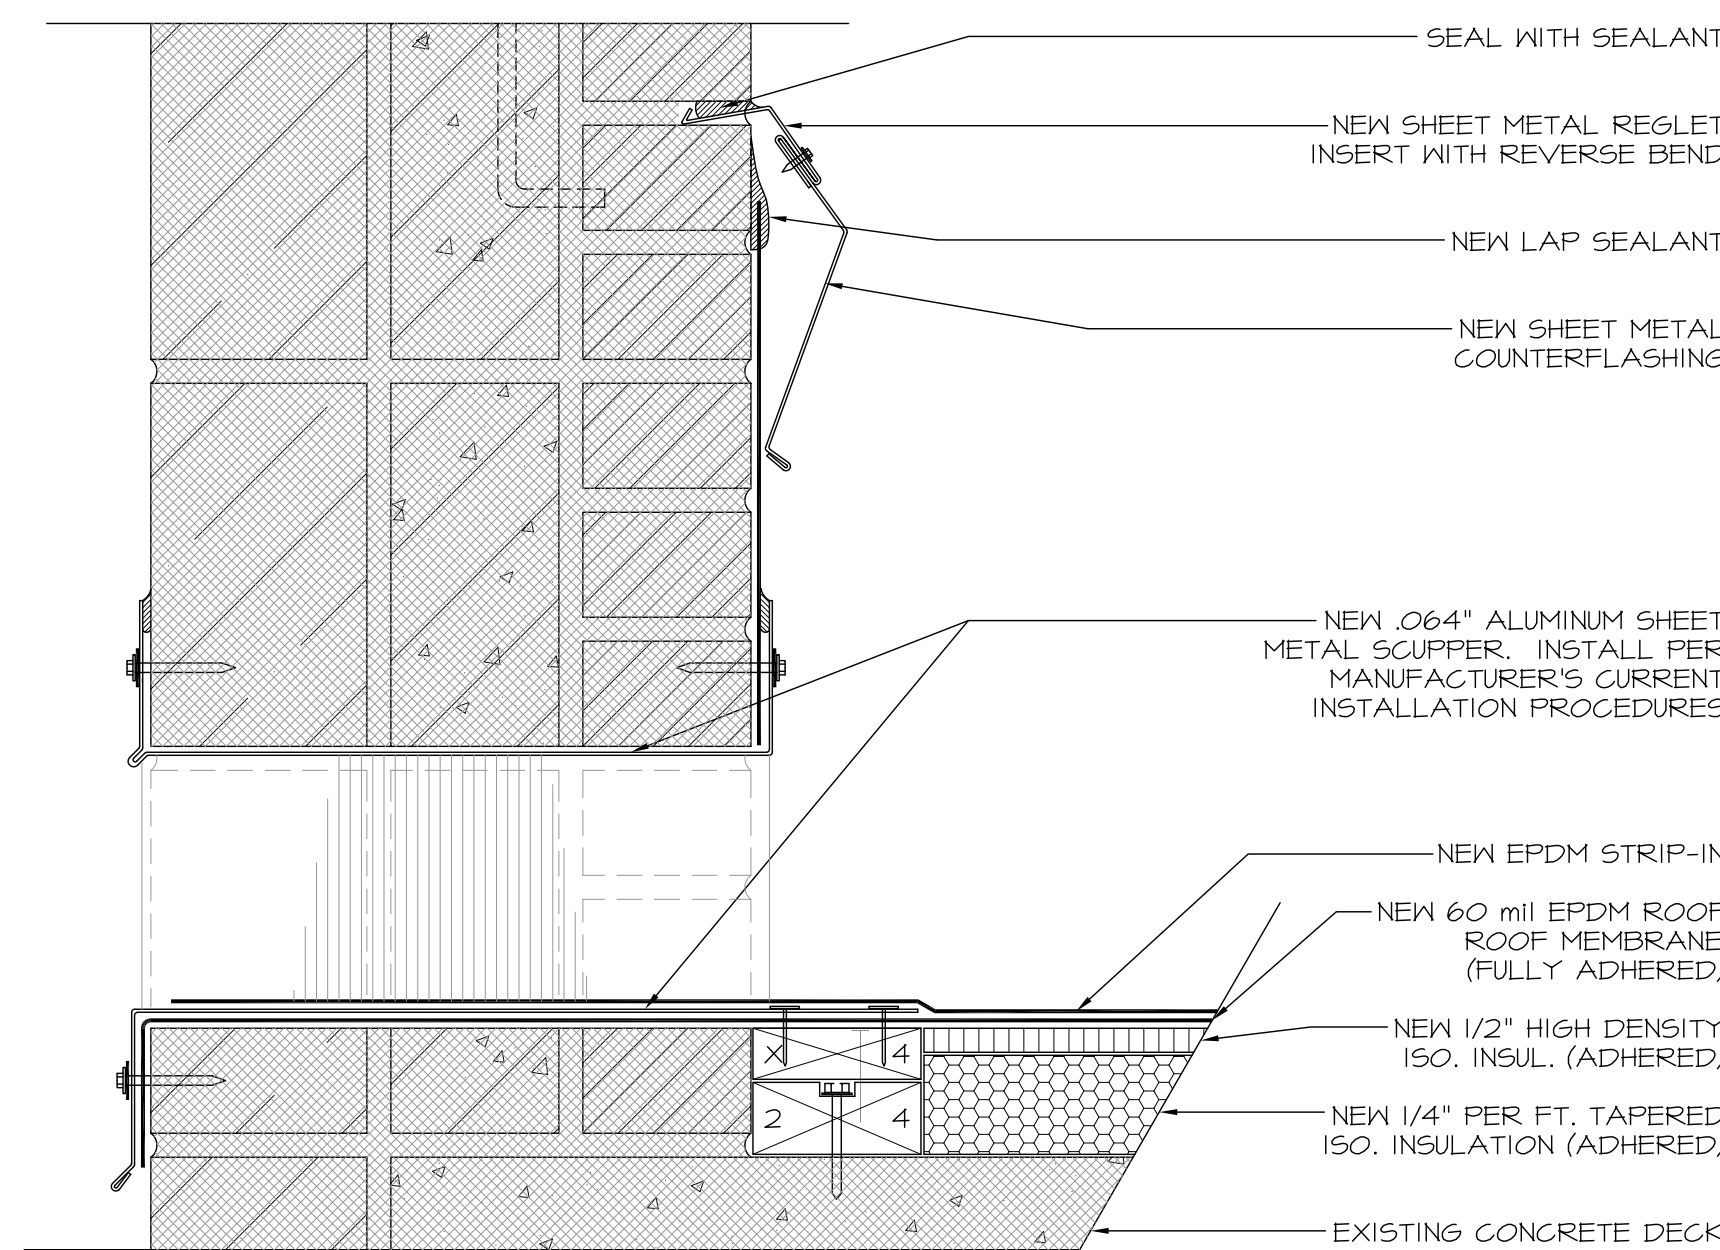 SEAL WITH SEALANT
NEW SHEET METAL REGLET
INSERT WITH REVERSE BEND
NEW LAP SEALANT
NEW SHEET METAL
COUNTERFLASHING
NEW .064" ALUMINUM SHEET
METAL SCUPPER. INSTALL PER
MANUFACTURER'S CURRENT
INSTALLATION PROCEDURES
NEW EPDM STRIP-IN
NEW 60 mil EPDM ROOF
ROOF MEMBRANE
(FULLY ADHERED)
NEW 1/2" HIGH DENSITY
ISO. INSUL. (ADHERED)
X 4
NEW 1/4" PER FT. TAPERED
ISO. INSULATION (ADHERED)
2 4
EXISTING CONCRETE DECK